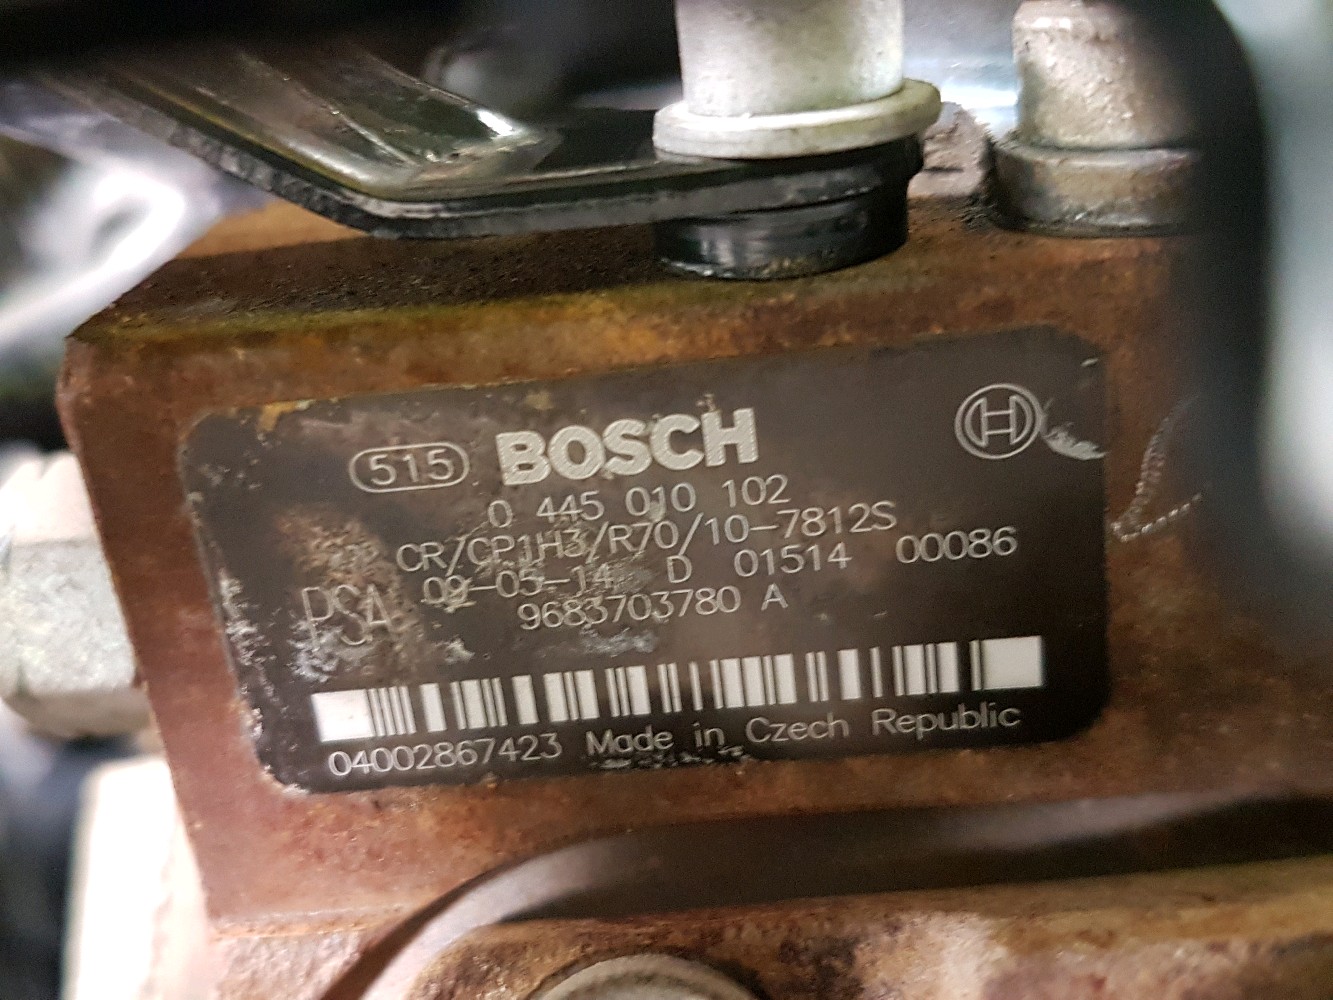 515 BOSCH
0 445 010 102
CR/CP1H3/R70/10-7812S
PSA 09-05-14 D 01514 00086
9683703780 A
04002867423 Made in Czech Republic